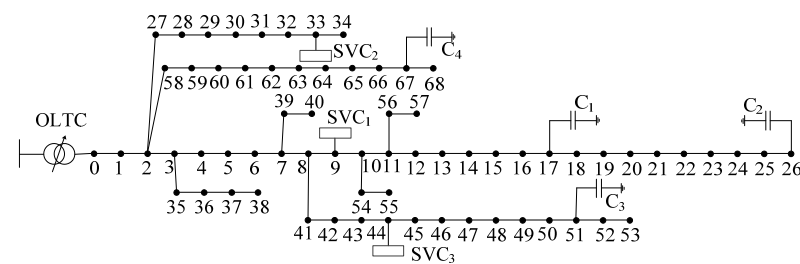 27 28 29 30 31 32 33 34
SVC₂
C₄
58 59 60 61 62 63 64 65 66 67 68
39 40
56 57
OLTC
SVC₁
C₁
C₂
0 1 2 3 4 5 6 7 8 9 10 11 12 13 14 15 16 17 18 19 20 21 22 23 24 25 26
35 36 37 38
54 55
C₃
41 42 43 44 45 46 47 48 49 50 51 52 53
SVC₃